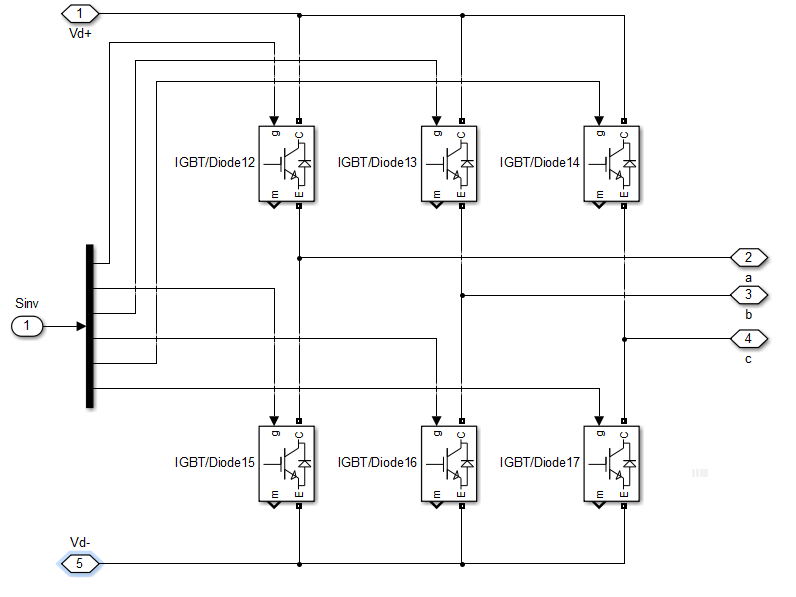 1
Vd+
g C
g C
g C
IGBT/Diode12
IGBT/Diode13
IGBT/Diode14
m E
m E
m E
2
a
3
b
Sinv
1
4
c
g C
g C
g C
IGBT/Diode15
IGBT/Diode16
IGBT/Diode17
m E
m E
m E
Vd-
5